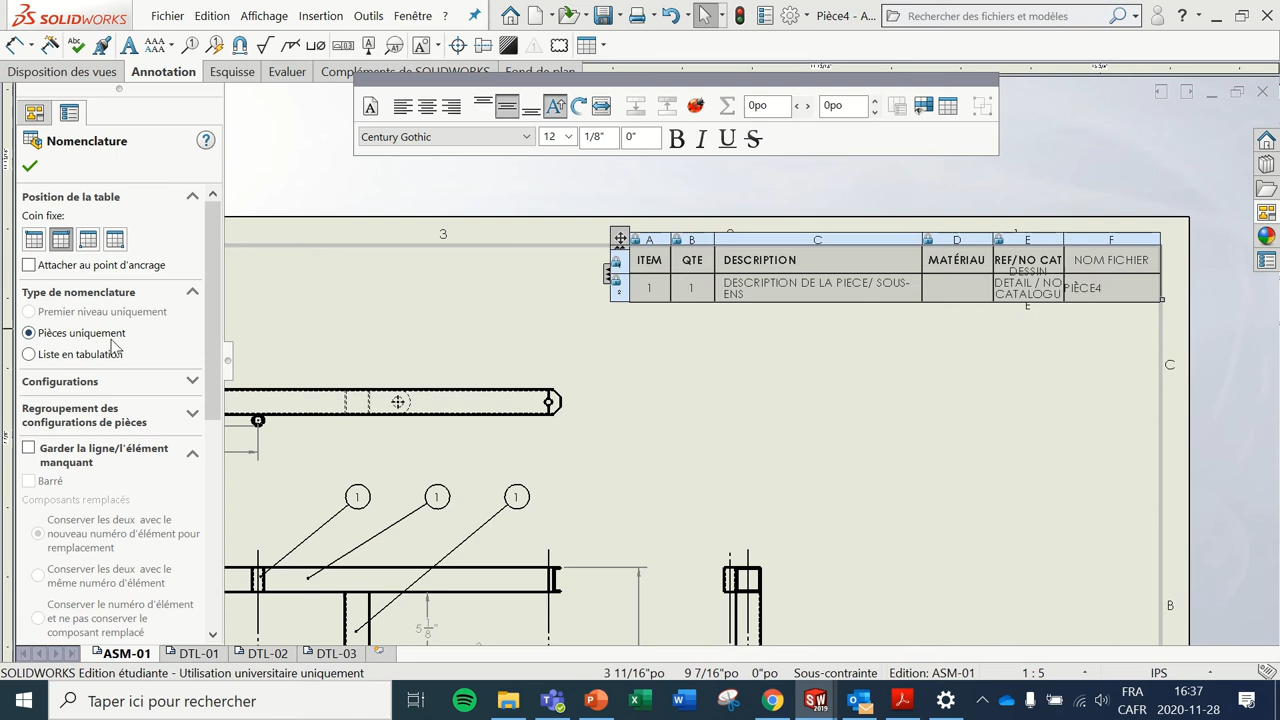 SOLIDWORKS
Fichier Edition Affichage Insertion Outils Fenêtre
Pièce4 - A...
Rechercher des fichiers et modèles
Disposition des vues Annotation Esquisse Evaluer Compléments de SOLIDWORKS Fond de plan
Nomenclature
Position de la table
Coin fixe:
Attacher au point d'ancrage
Type de nomenclature
Premier niveau uniquement
Pièces uniquement
Liste en tabulation
Configurations
Regroupement des
configurations de pièces
Garder la ligne/l'élément
manquant
Barré
Composants remplacés
Conserver les deux avec le
nouveau numéro d'élément pour
remplacement
Conserver les deux avec le
même numéro d'élément
Conserver le numéro d'élément
et ne pas conserver le
composant remplacé
0po 0po
Century Gothic 12 1/8" 0" B I U S
3
A B C D E F
ITEM QTE DESCRIPTION MATÉRIAU REF/NO CAT NOM FICHIER
1 1 DESCRIPTION DE LA PIECE/ SOUS-
ENS
DESSIN
DETAIL / NO
CATALOGU
E
PIÈCE4
C
1 1 1
5 1/8"
B
ASM-01 DTL-01 DTL-02 DTL-03
SOLIDWORKS Edition étudiante - Utilisation universitaire uniquement
3 11/16"po 9 7/16"po 0"po Sous-contrainte Edition: ASM-01 1 : 5 IPS
Taper ici pour rechercher
FRA
CAFR
16:37
2020-11-28